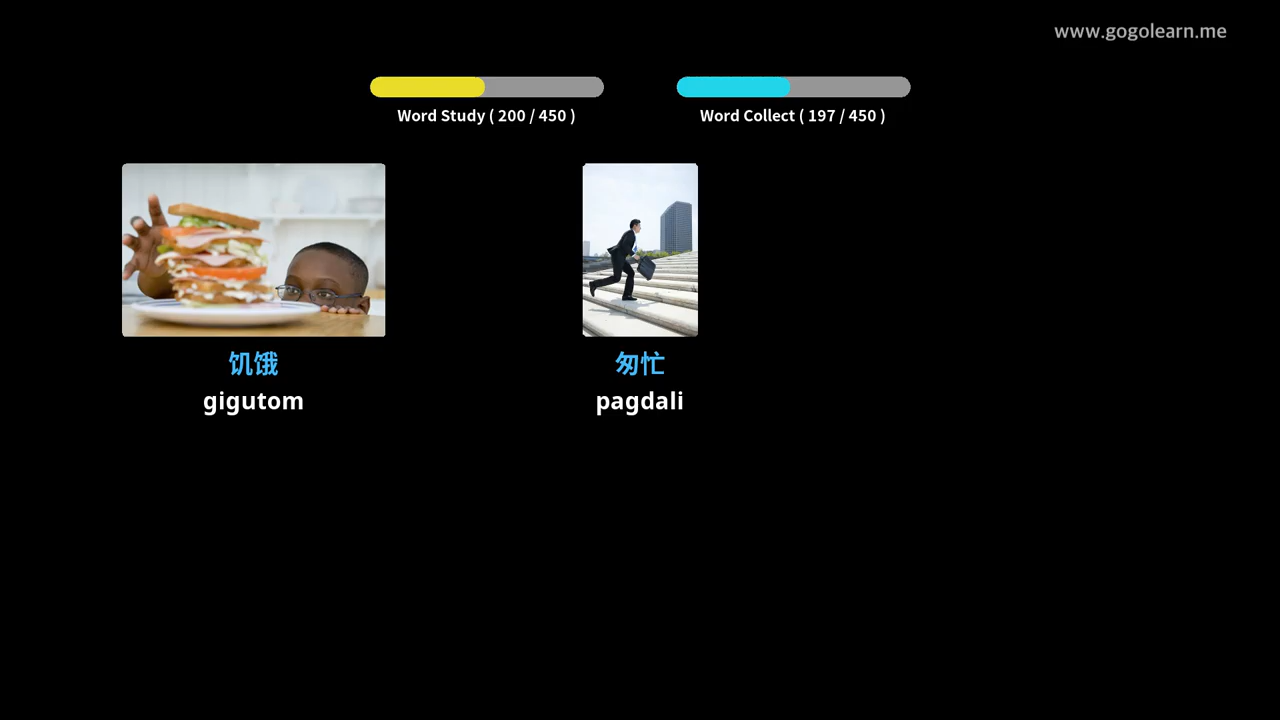 www.gogolearn.me
Word Study ( 200 / 450 )
Word Collect ( 197 / 450 )
饥饿
gigutom
匆忙
pagdali